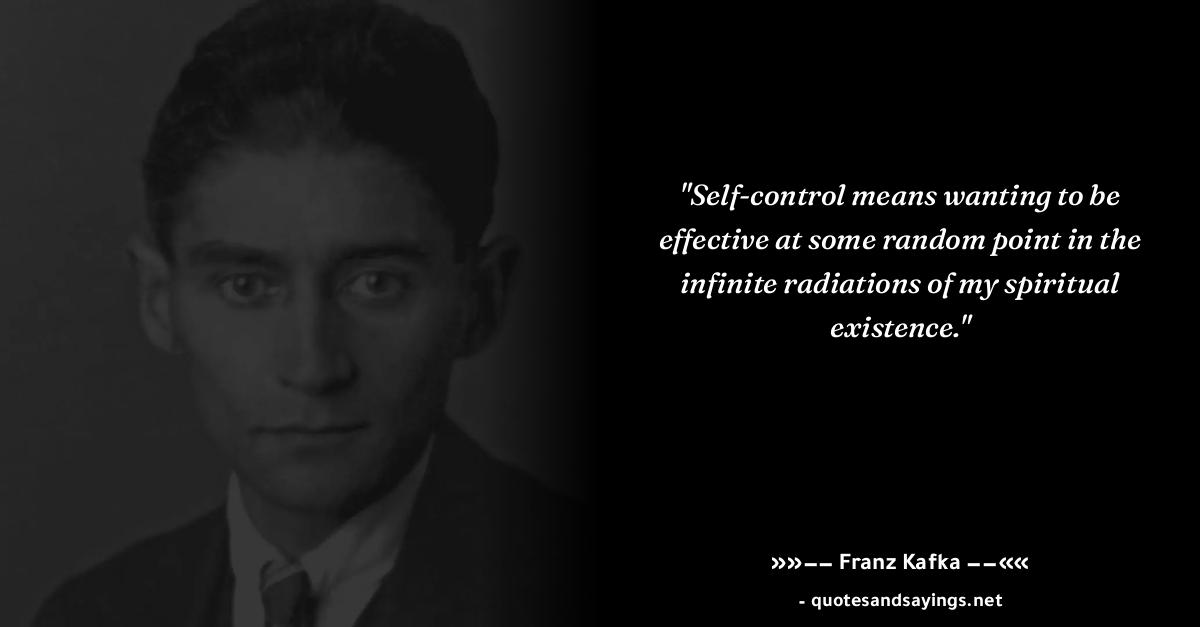 "Self-control means wanting to be
effective at some random point in the
infinite radiations of my spiritual
existence."
»»−− Franz Kafka −−««
- quotesandsayings.net